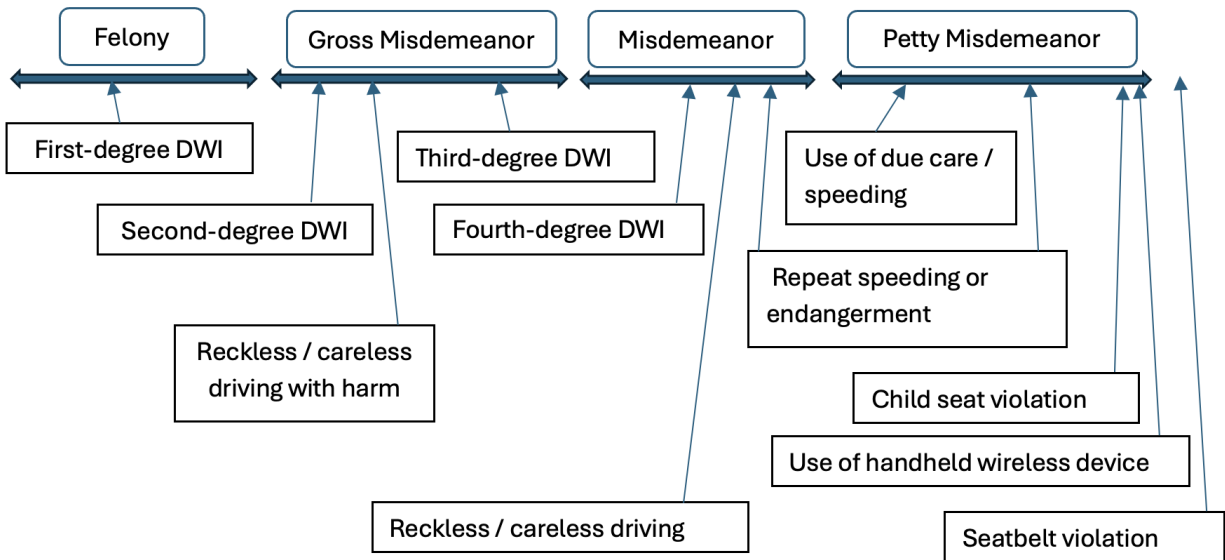 Felony
Gross Misdemeanor
Misdemeanor
Petty Misdemeanor
First-degree DWI
Third-degree DWI
Use of due care /
speeding
Second-degree DWI
Fourth-degree DWI
Repeat speeding or
endangerment
Reckless / careless
driving with harm
Child seat violation
Use of handheld wireless device
Reckless / careless driving
Seatbelt violation